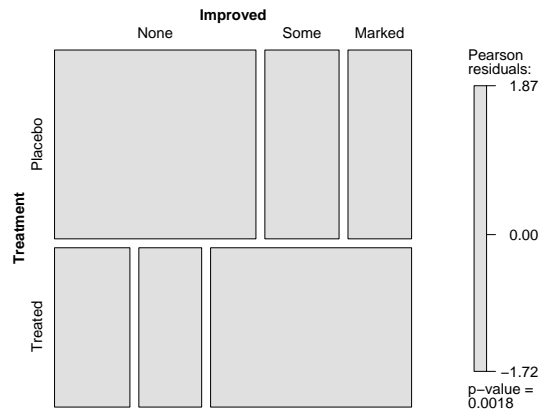 Improved
None Some Marked
Treatment
Placebo
Treated
Pearson
residuals:
1.87
0.00
−1.72
p−value =
0.0018